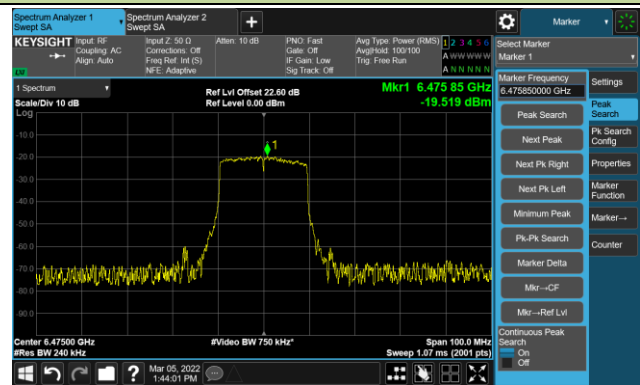 Spectrum Analyzer 1
Swept SA
Spectrum Analyzer 2
Swept SA
+
Marker
KEYSIGHT
Input: RF
Coupling: AC
Align: Auto
Input Z: 50 Ω
Corrections: Off
Freq Ref: Int (S)
NFE: Adaptive
Atten: 10 dB
PNO: Fast
Gate: Off
IF Gain: Low
Sig Track: Off
Avg Type: Power (RMS)
Avg|Hold: 100/100
Trig: Free Run
1 2 3 4 5 6
A W W W W W
A N N N N N
Select Marker
Marker 1
1 Spectrum
Scale/Div 10 dB
Log
Ref Lvl Offset 22.60 dB
Ref Level 0.00 dBm
Mkr1 6.475 85 GHz
-19.519 dBm
1
-10.0
-20.0
-30.0
-40.0
-50.0
-60.0
-70.0
-80.0
-90.0
Center 6.47500 GHz
#Res BW 240 kHz
#Video BW 750 kHz*
Span 100.0 MHz
Sweep 1.07 ms (2001 pts)
Marker Frequency
6.475850000 GHz
Peak Search
Next Peak
Next Pk Right
Next Pk Left
Minimum Peak
Pk-Pk Search
Marker Delta
Mkr→CF
Mkr→Ref Lvl
Continuous Peak
Search
On
Off
Settings
Peak
Search
Pk Search
Config
Properties
Marker
Function
Marker→
Counter
?
Mar 05, 2022
1:44:01 PM